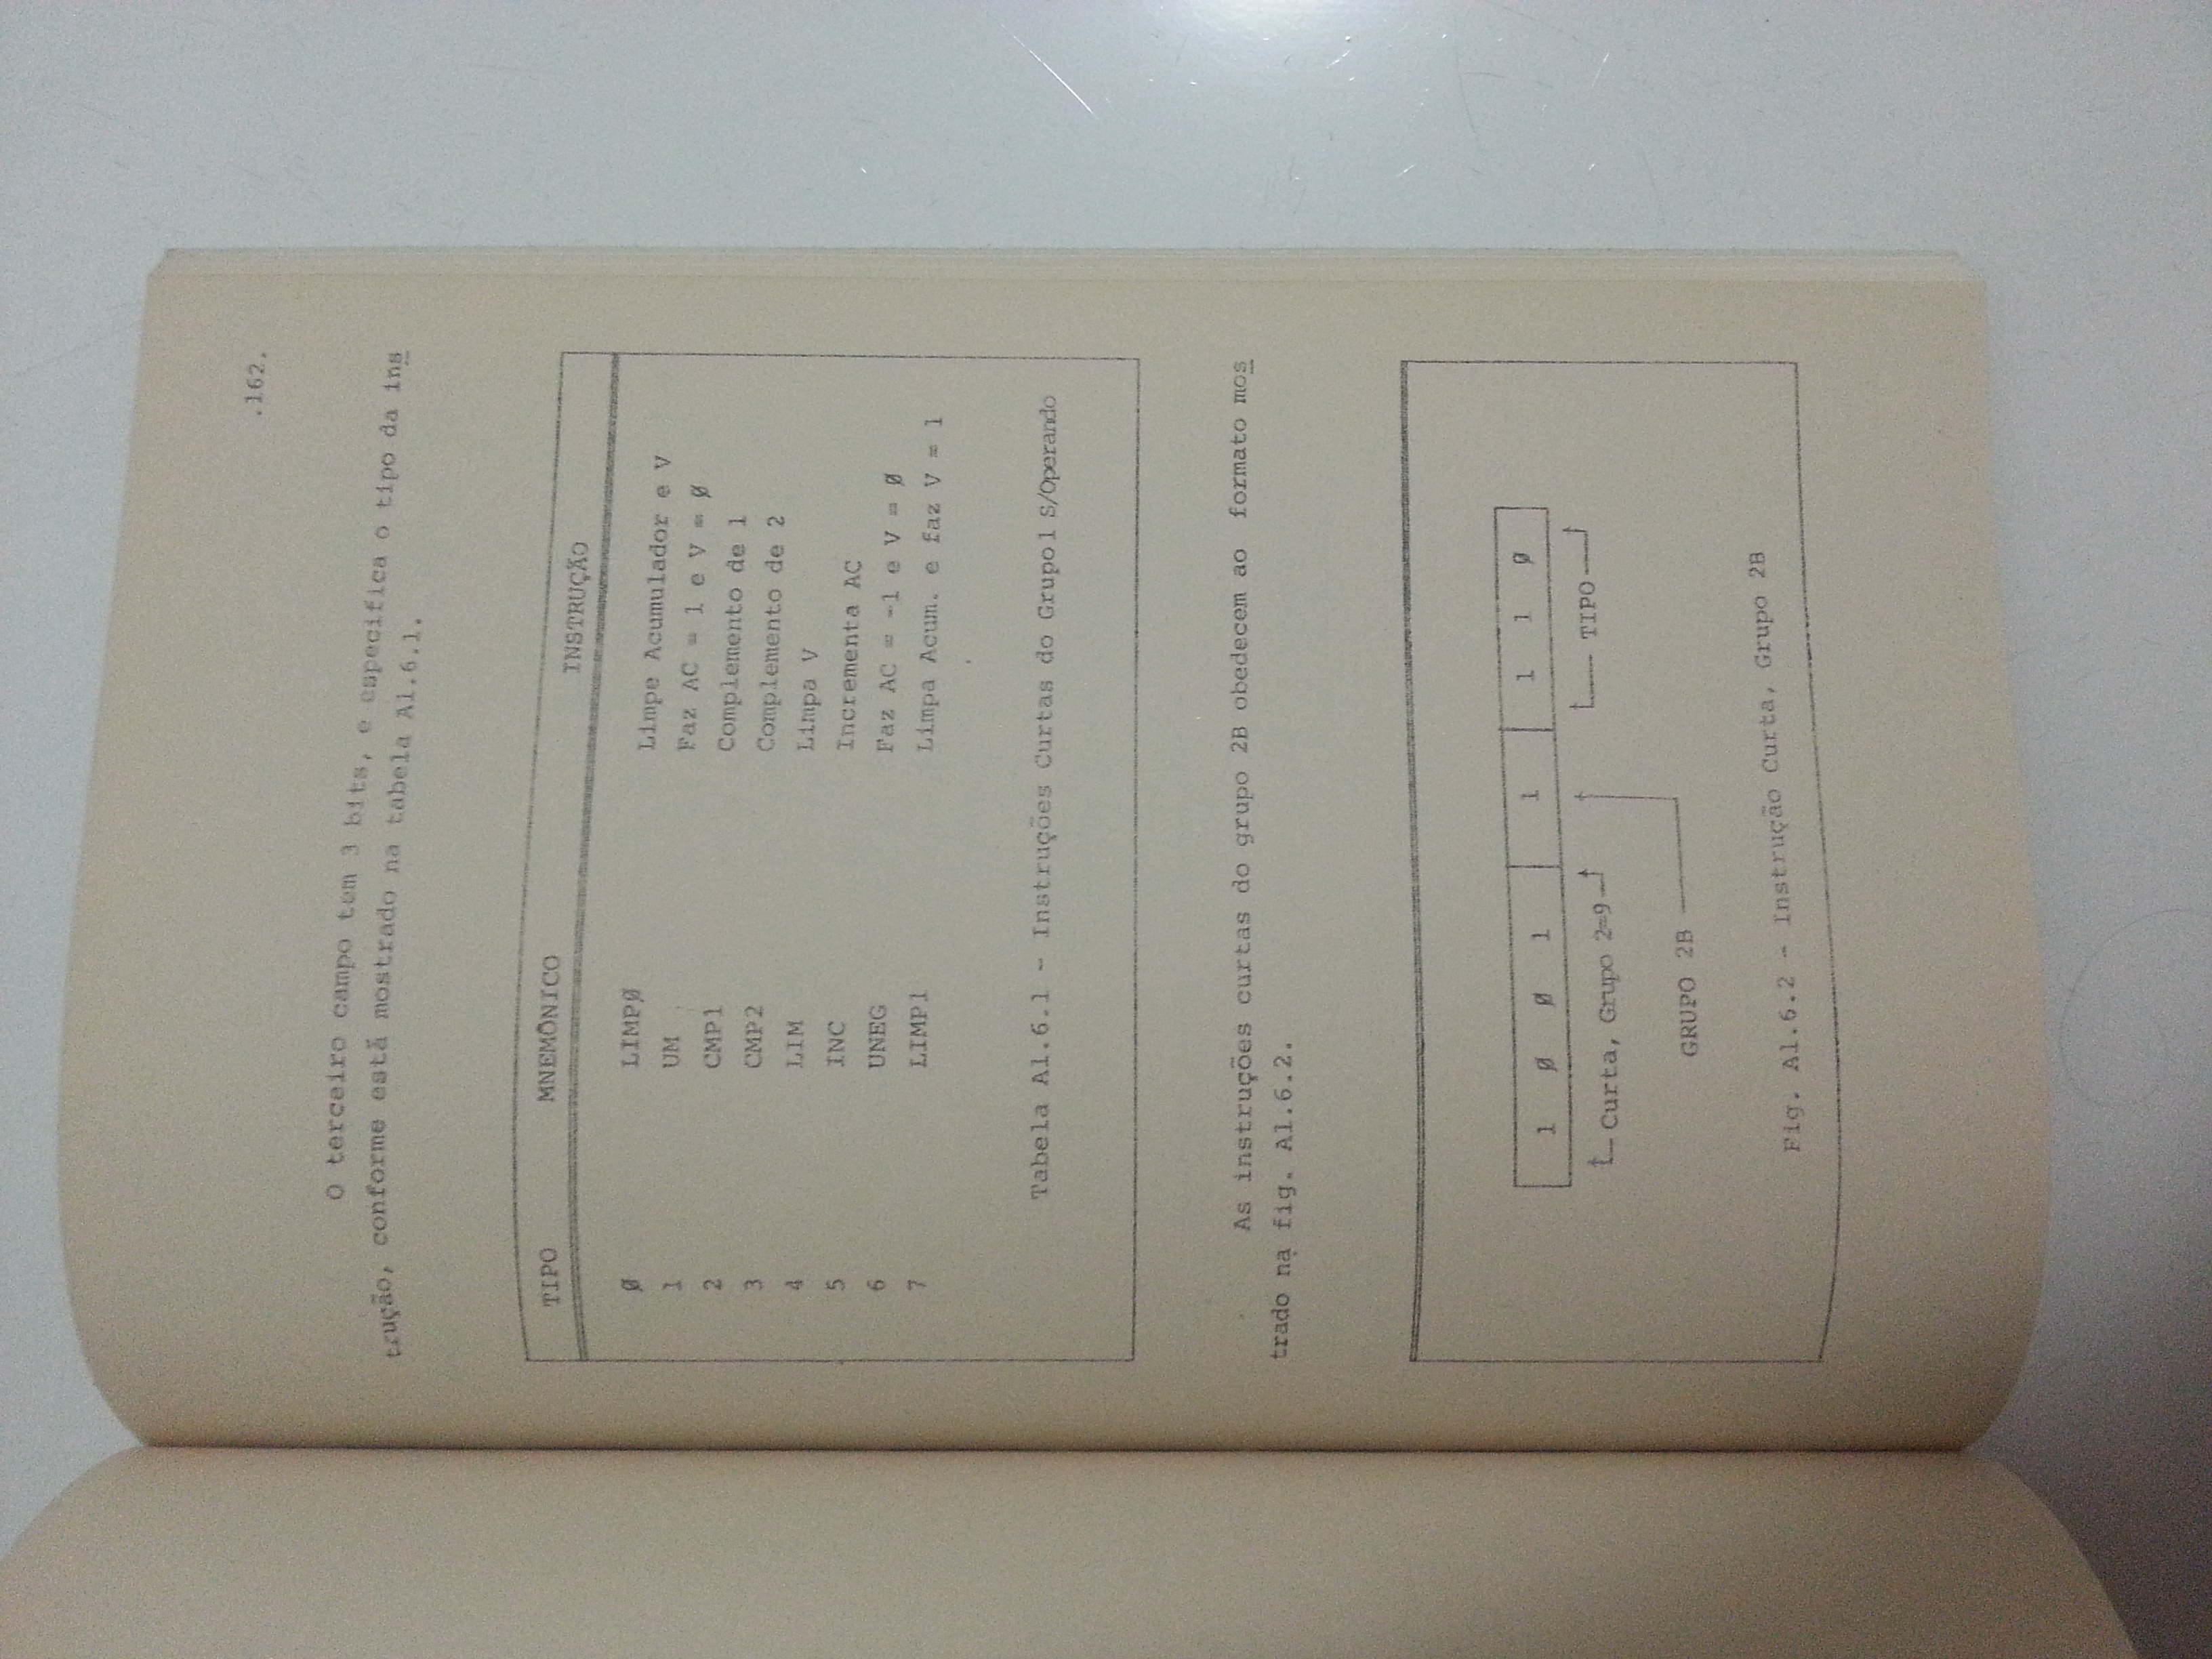 .162.
O terceiro campo tem 3 bits, e especifica o tipo da ins
trução, conforme está mostrado na tabela A1.6.1.
TIPO MNEMÔNICO INSTRUÇÃO
Ø LIMPØ Limpe Acumulador e V
1 UM Faz AC = 1 e V = Ø
2 CMP1 Complemento de 1
3 CMP2 Complemento de 2
4 LIM Limpa V
5 INC Incrementa AC
6 UNEG Faz AC = -1 e V = Ø
7 LIMP1 Limpa Acum. e faz V = 1
Tabela A1.6.1 - Instruções Curtas do Grupo 1 S/Operando
As instruções curtas do grupo 2B obedecem ao formato mos
trado na fig. A1.6.2.
1 Ø Ø 1 1 1 1 Ø
Curta, Grupo 2=9 TIPO
GRUPO 2B
Fig. A1.6.2 - Instrução Curta, Grupo 2B